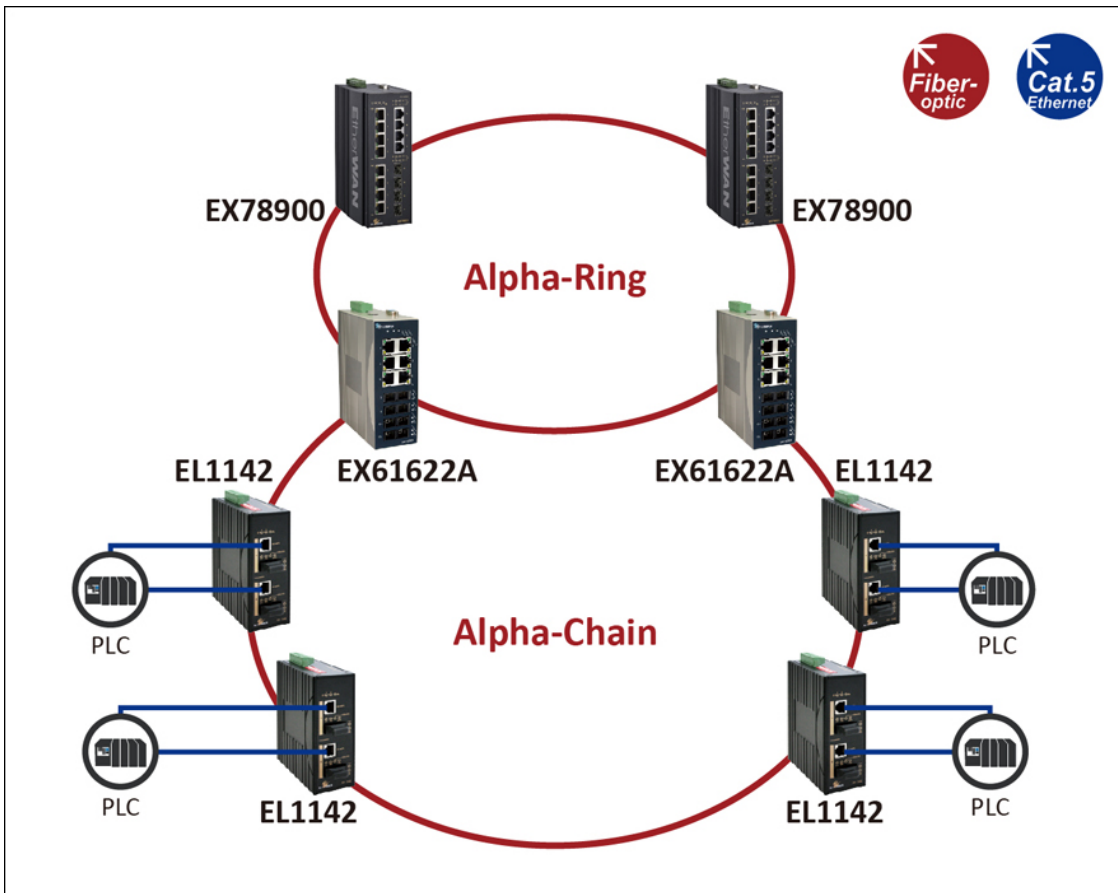 Fiber-
optic
Cat.5
Ethernet
EtherWAN
EX78900
EX78900
Alpha-Ring
EX61622A
EX61622A
EL1142
EL1142
PLC
PLC
Alpha-Chain
PLC
PLC
EL1142
EL1142